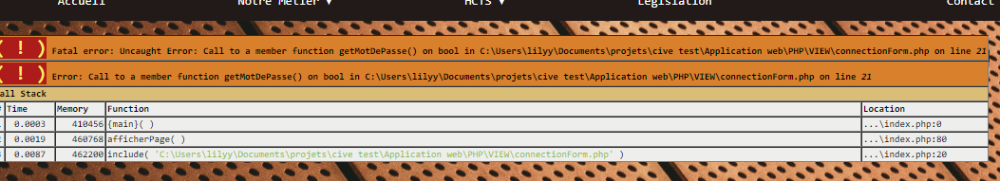 Accueil Notre Métier ▼ HCTS ▼ Legislation Contact
( ! ) Fatal error: Uncaught Error: Call to a member function getMotDePasse() on bool in C:\Users\lilyy\Documents\projets\cive test\Application web\PHP\VIEW\connectionForm.php on line 21
( ! ) Error: Call to a member function getMotDePasse() on bool in C:\Users\lilyy\Documents\projets\cive test\Application web\PHP\VIEW\connectionForm.php on line 21
all Stack
Time Memory Function Location
0.0003 410456 {main}( ) ...\index.php:0
0.0019 460768 afficherPage( ) ...\index.php:80
0.0087 462200 include( 'C:\Users\lilyy\Documents\projets\cive test\Application web\PHP\VIEW\connectionForm.php' ) ...\index.php:20